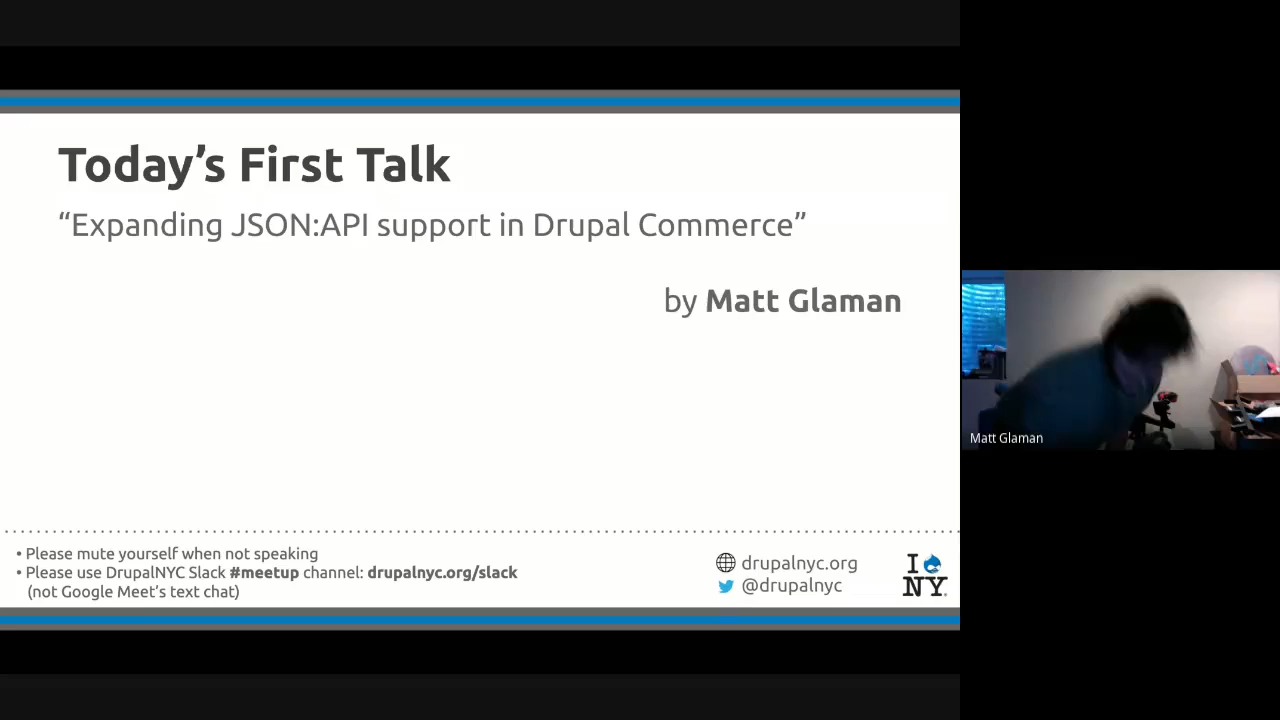 Today’s First Talk
“Expanding JSON:API support in Drupal Commerce”
by Matt Glaman
• Please mute yourself when not speaking
• Please use DrupalNYC Slack #meetup channel: drupalnyc.org/slack
(not Google Meet’s text chat)
drupalnyc.org
@drupalnyc
I
NY
Matt Glaman